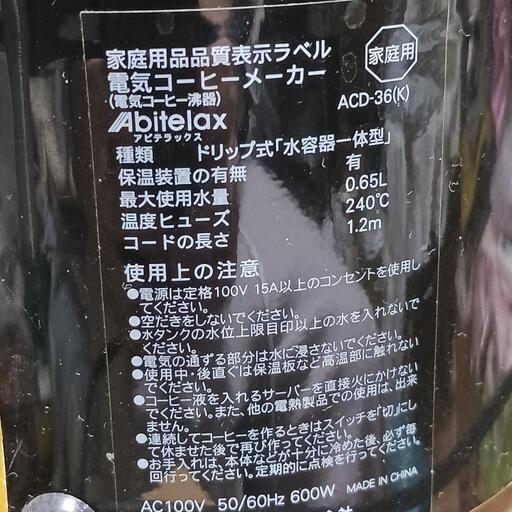 家庭用品品質表示ラベル
家庭用
電気コーヒーメーカー
(電気コーヒー沸器)
ACD-36(K)
Abitelax
アビテラックス
種類 ドリップ式「水容器一体型」
保温装置の有無 有
最大使用水量 0.65L
温度ヒューズ 240℃
コードの長さ 1.2m
使用上の注意
●電源は定格100V 15A以上のコンセントを使用し
てください。
●空だきをしないでください。
●水タンクの水位上限目印以上の水を入れないで
ください。
●電気の通ずる部分は水に浸さないでください。
●使用中・後直ぐは保温板など高温部に触れない
でください。
●コーヒー液を入れるサーバーを直接火にかけない
でください。また、他の電熱製品での使用は、出来
ません。
●連続してコーヒーを作るときはスイッチを「切」にし
て休ませた後で再び作ってください。
●お手入れは、本体などが十分に冷めた後、必ず毎
回行ってください。定期的に点検を行ってください。
AC100V 50/60Hz 600W MADE IN CHINA